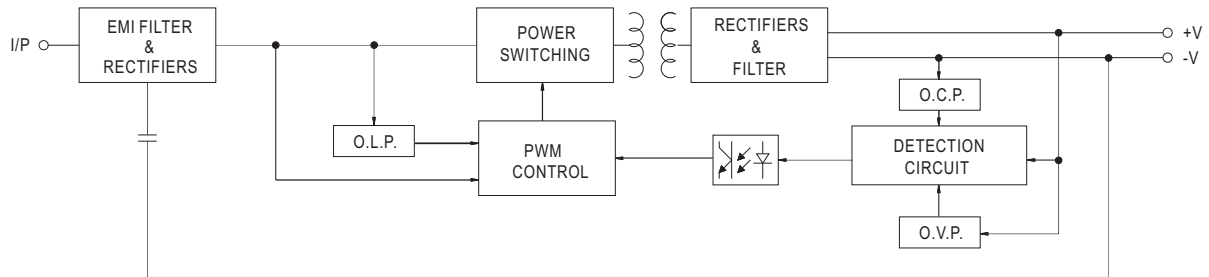 I/P
EMI FILTER
&
RECTIFIERS
POWER
SWITCHING
RECTIFIERS
&
FILTER
+V
-V
O.C.P.
O.L.P.
PWM
CONTROL
DETECTION
CIRCUIT
O.V.P.